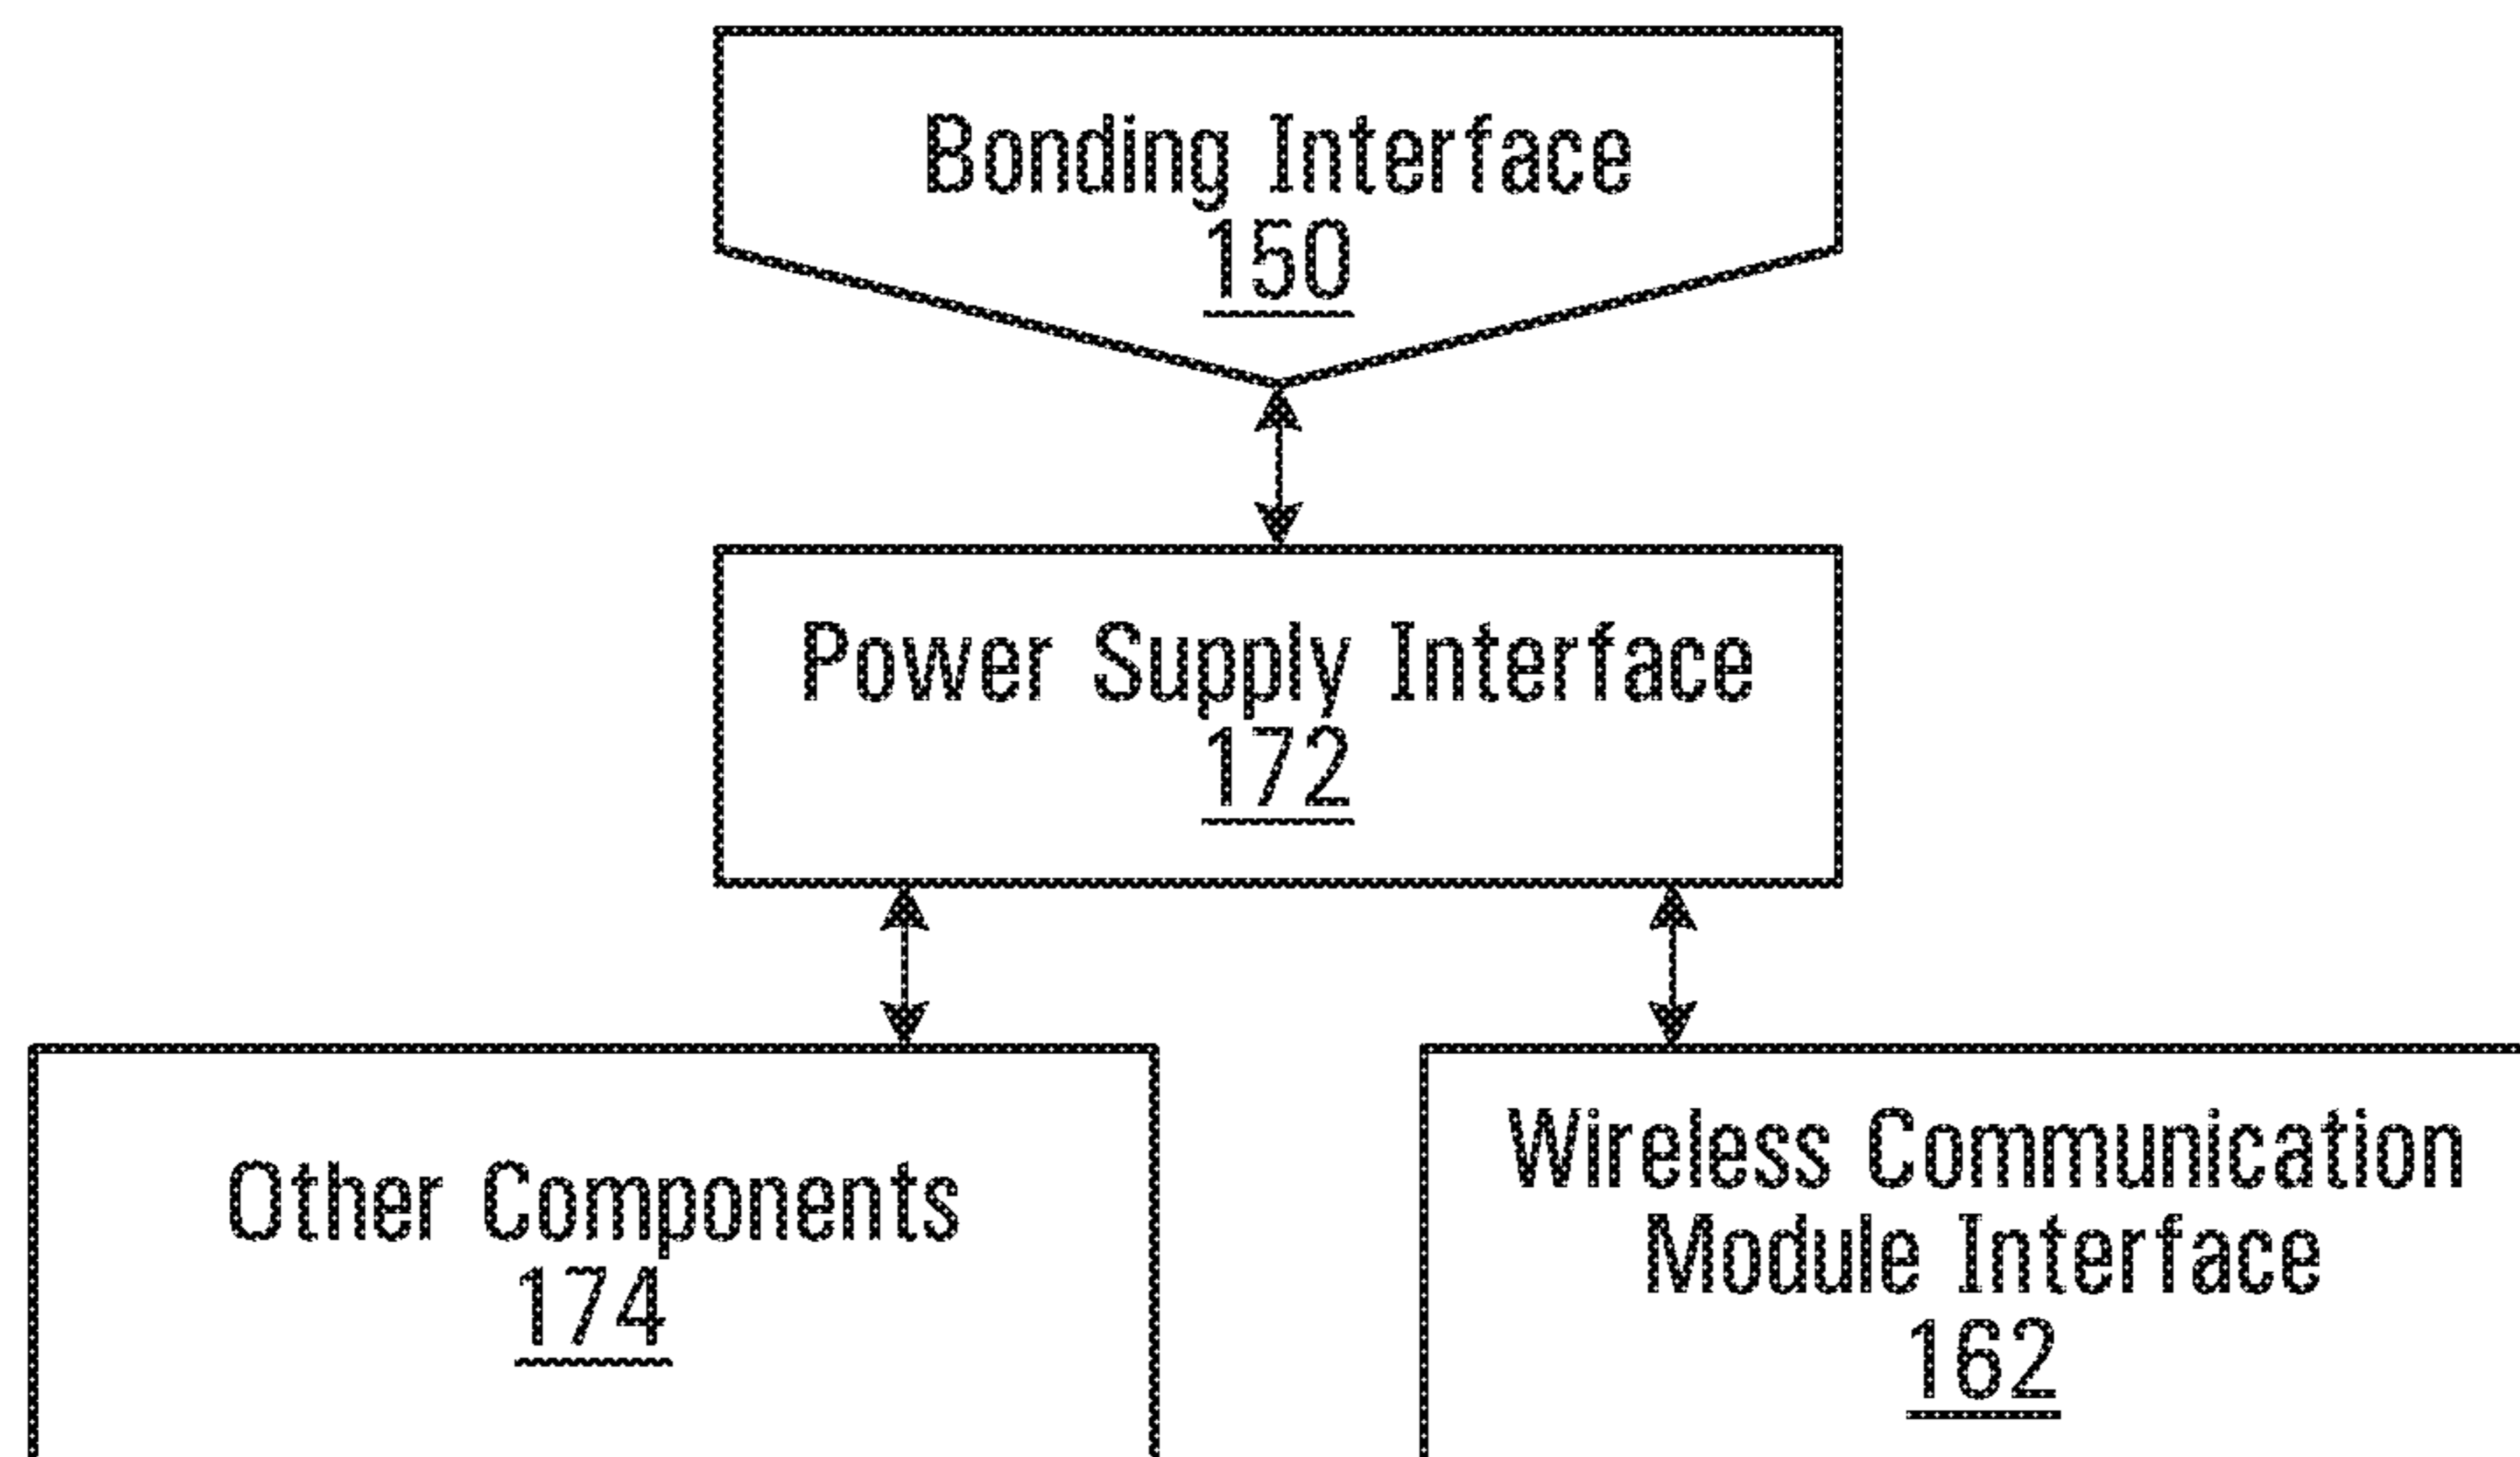 Bonding Interface
150
Power Supply Interface
172
Other Components
174
Wireless Communication
Module Interface
162